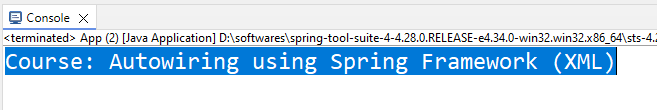 Console
<terminated> App (2) [Java Application] D:\softwares\spring-tool-suite-4-4.28.0.RELEASE-e4.34.0-win32.win32.x86_64\sts-4.2
Course: Autowiring using Spring Framework (XML)